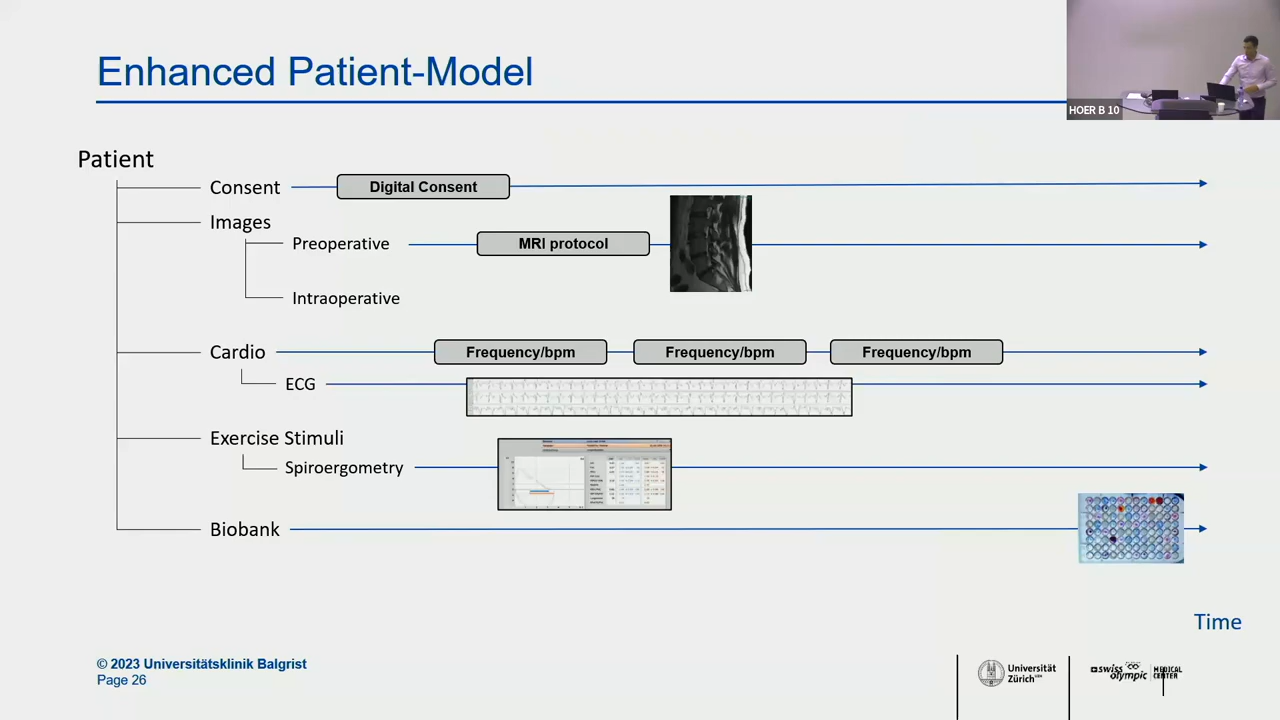 Enhanced Patient-Model
HOER B 10
Patient
Consent
Digital Consent
Images
Preoperative
MRI protocol
Intraoperative
Cardio
Frequency/bpm
Frequency/bpm
Frequency/bpm
ECG
Exercise Stimuli
Spiroergometry
Biobank
Time
© 2023 Universitätsklinik Balgrist
Page 26
Universität
Zürich UZH
swiss
olympic
MEDICAL
CENTER